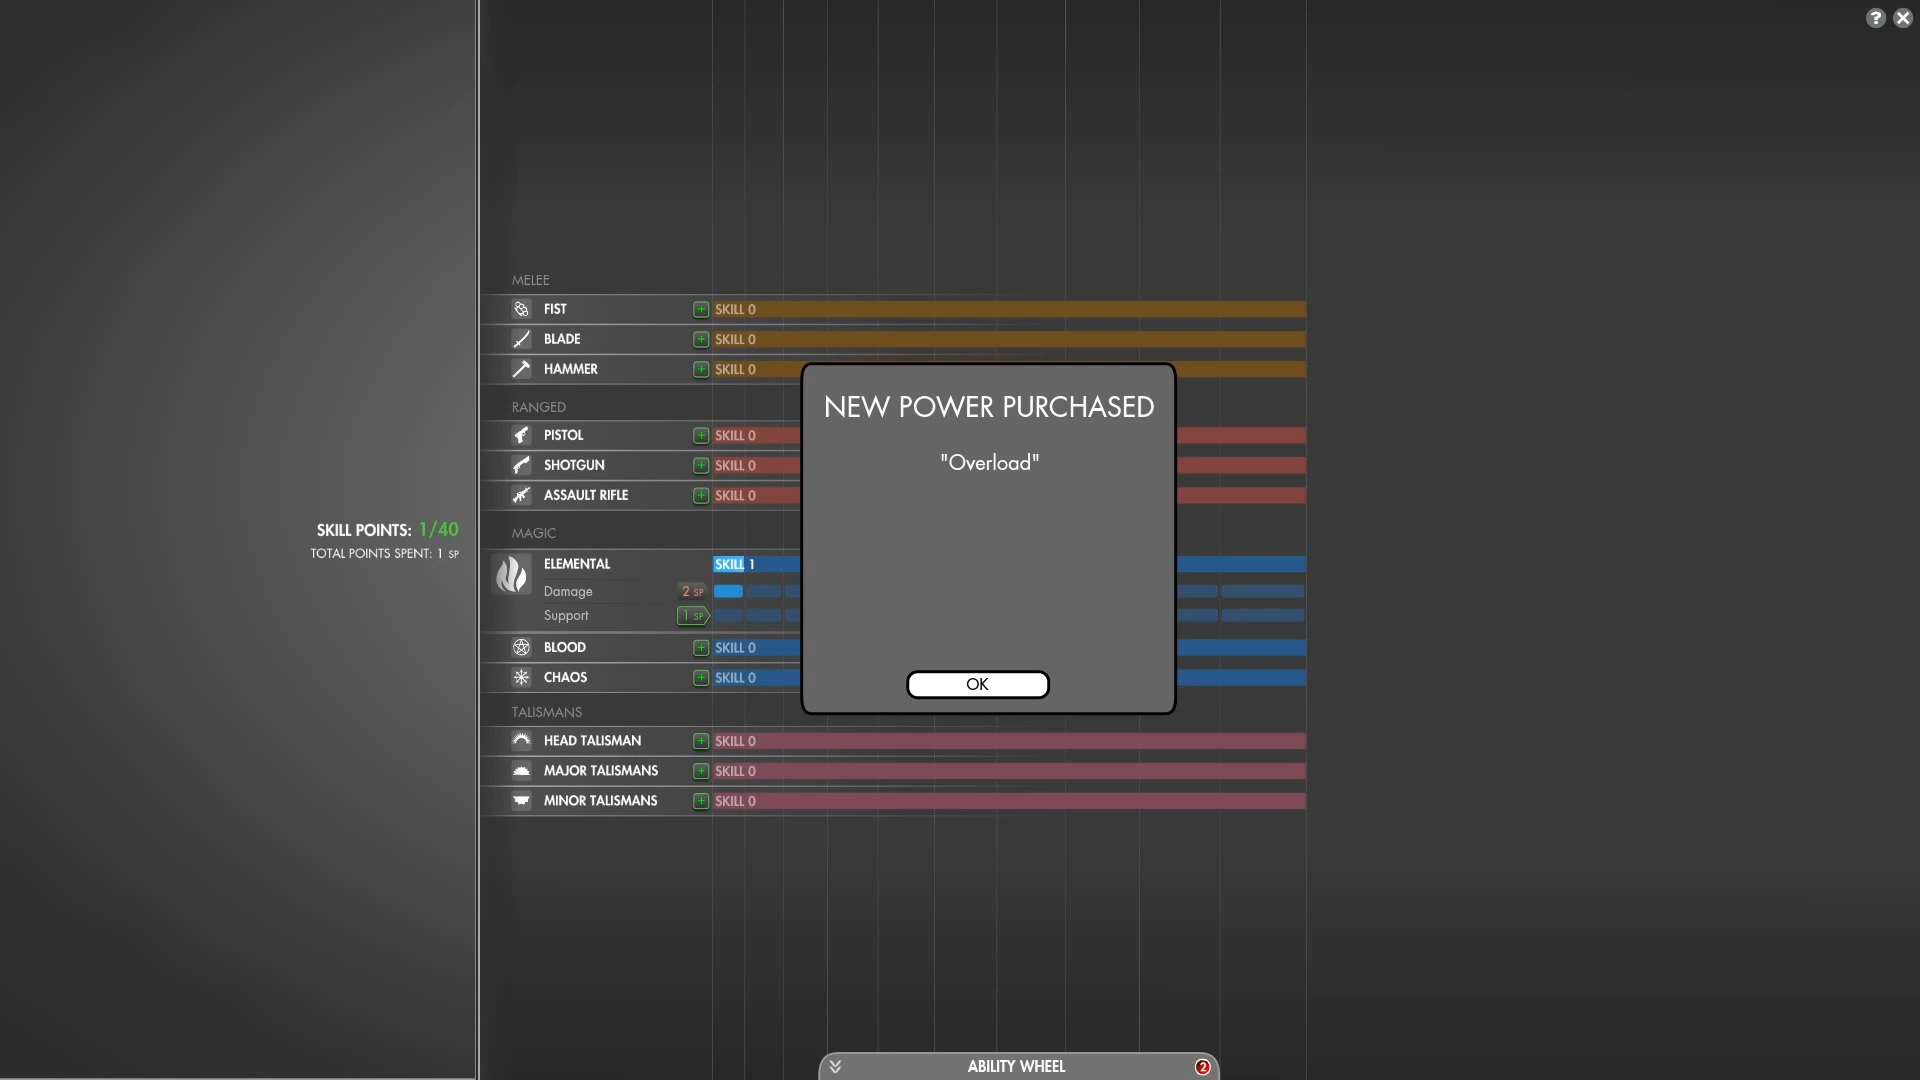 ?
MELEE
FIST + SKILL 0
BLADE + SKILL 0
HAMMER + SKILL 0
NEW POWER PURCHASED
RANGED
PISTOL + SKILL 0
"Overload"
SHOTGUN + SKILL 0
ASSAULT RIFLE + SKILL 0
SKILL POINTS: 1/40
TOTAL POINTS SPENT: 1 SP
MAGIC
ELEMENTAL SKILL 1
Damage 2 SP
Support 1 SP
BLOOD + SKILL 0
CHAOS + SKILL 0
OK
TALISMANS
HEAD TALISMAN + SKILL 0
MAJOR TALISMANS + SKILL 0
MINOR TALISMANS + SKILL 0
ABILITY WHEEL 2